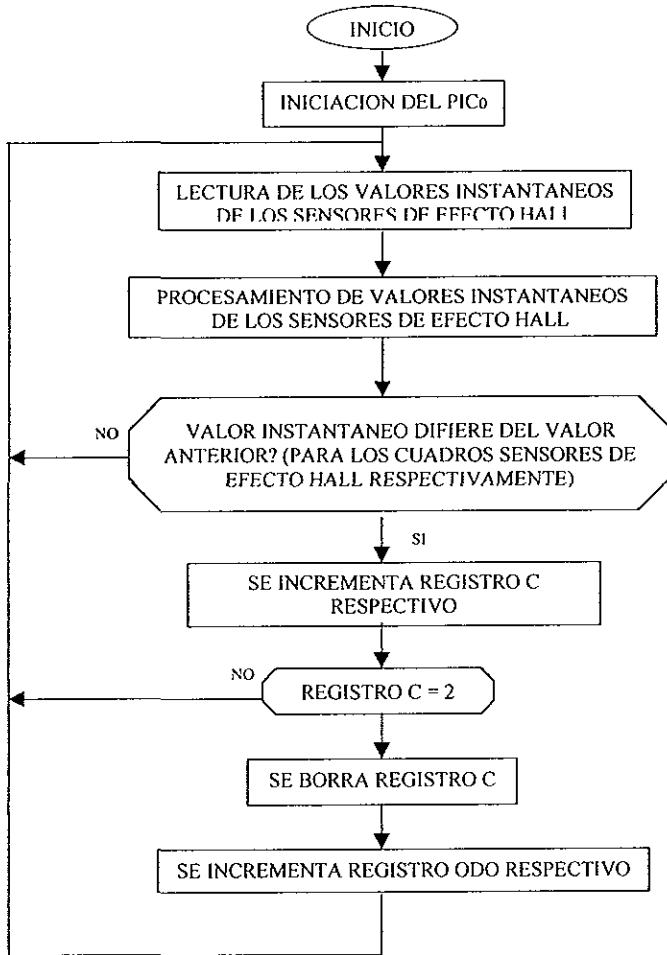 INICIO
INICIACION DEL PIC0
LECTURA DE LOS VALORES INSTANTANEOS
DE LOS SENSORES DE EFECTO HALL
PROCESAMIENTO DE VALORES INSTANTANEOS
DE LOS SENSORES DE EFECTO HALL
NO
VALOR INSTANTANEO DIFIERE DEL VALOR
ANTERIOR? (PARA LOS CUADROS SENSORES DE
EFECTO HALL RESPECTIVAMENTE)
SI
SE INCREMENTA REGISTRO C
RESPECTIVO
NO
REGISTRO C = 2
SE BORRA REGISTRO C
SE INCREMENTA REGISTRO ODO RESPECTIVO